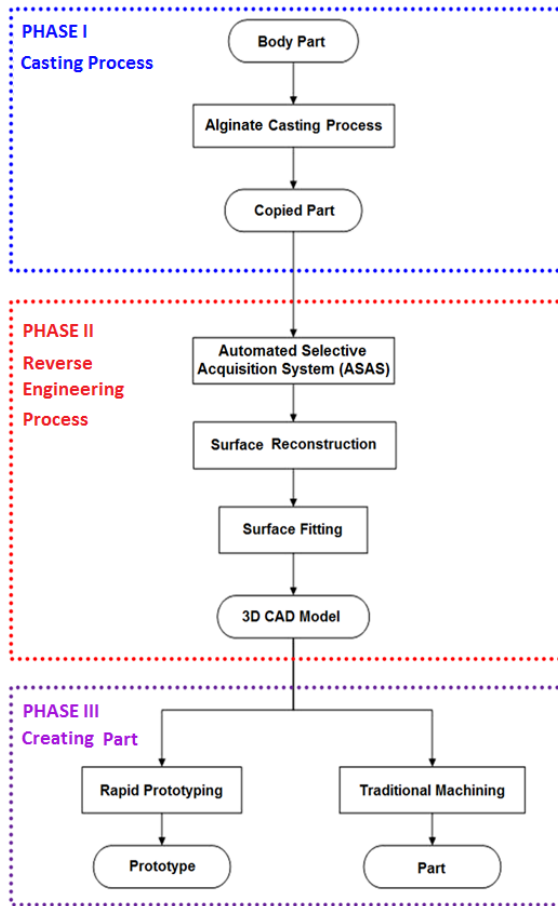 PHASE I
Casting Process
Body Part
Alginate Casting Process
Copied Part
PHASE II
Reverse
Engineering
Process
Automated Selective
Acquisition System (ASAS)
Surface Reconstruction
Surface Fitting
3D CAD Model
PHASE III
Creating Part
Rapid Prototyping
Traditional Machining
Prototype
Part